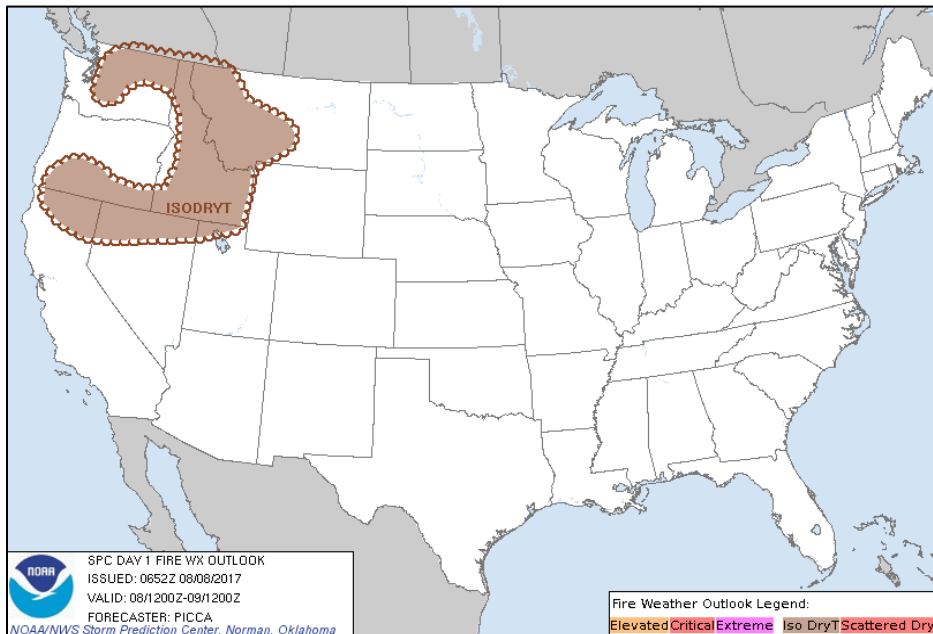 ISODRYT
NOAA
SPC DAY 1 FIRE WX OUTLOOK
ISSUED: 0652Z 08/08/2017
VALID: 08/1200Z-09/1200Z
FORECASTER: PICCA
NOAA/NWS Storm Prediction Center, Norman, Oklahoma
Fire Weather Outlook Legend:
Elevated Critical Extreme Iso DryT Scattered Dry